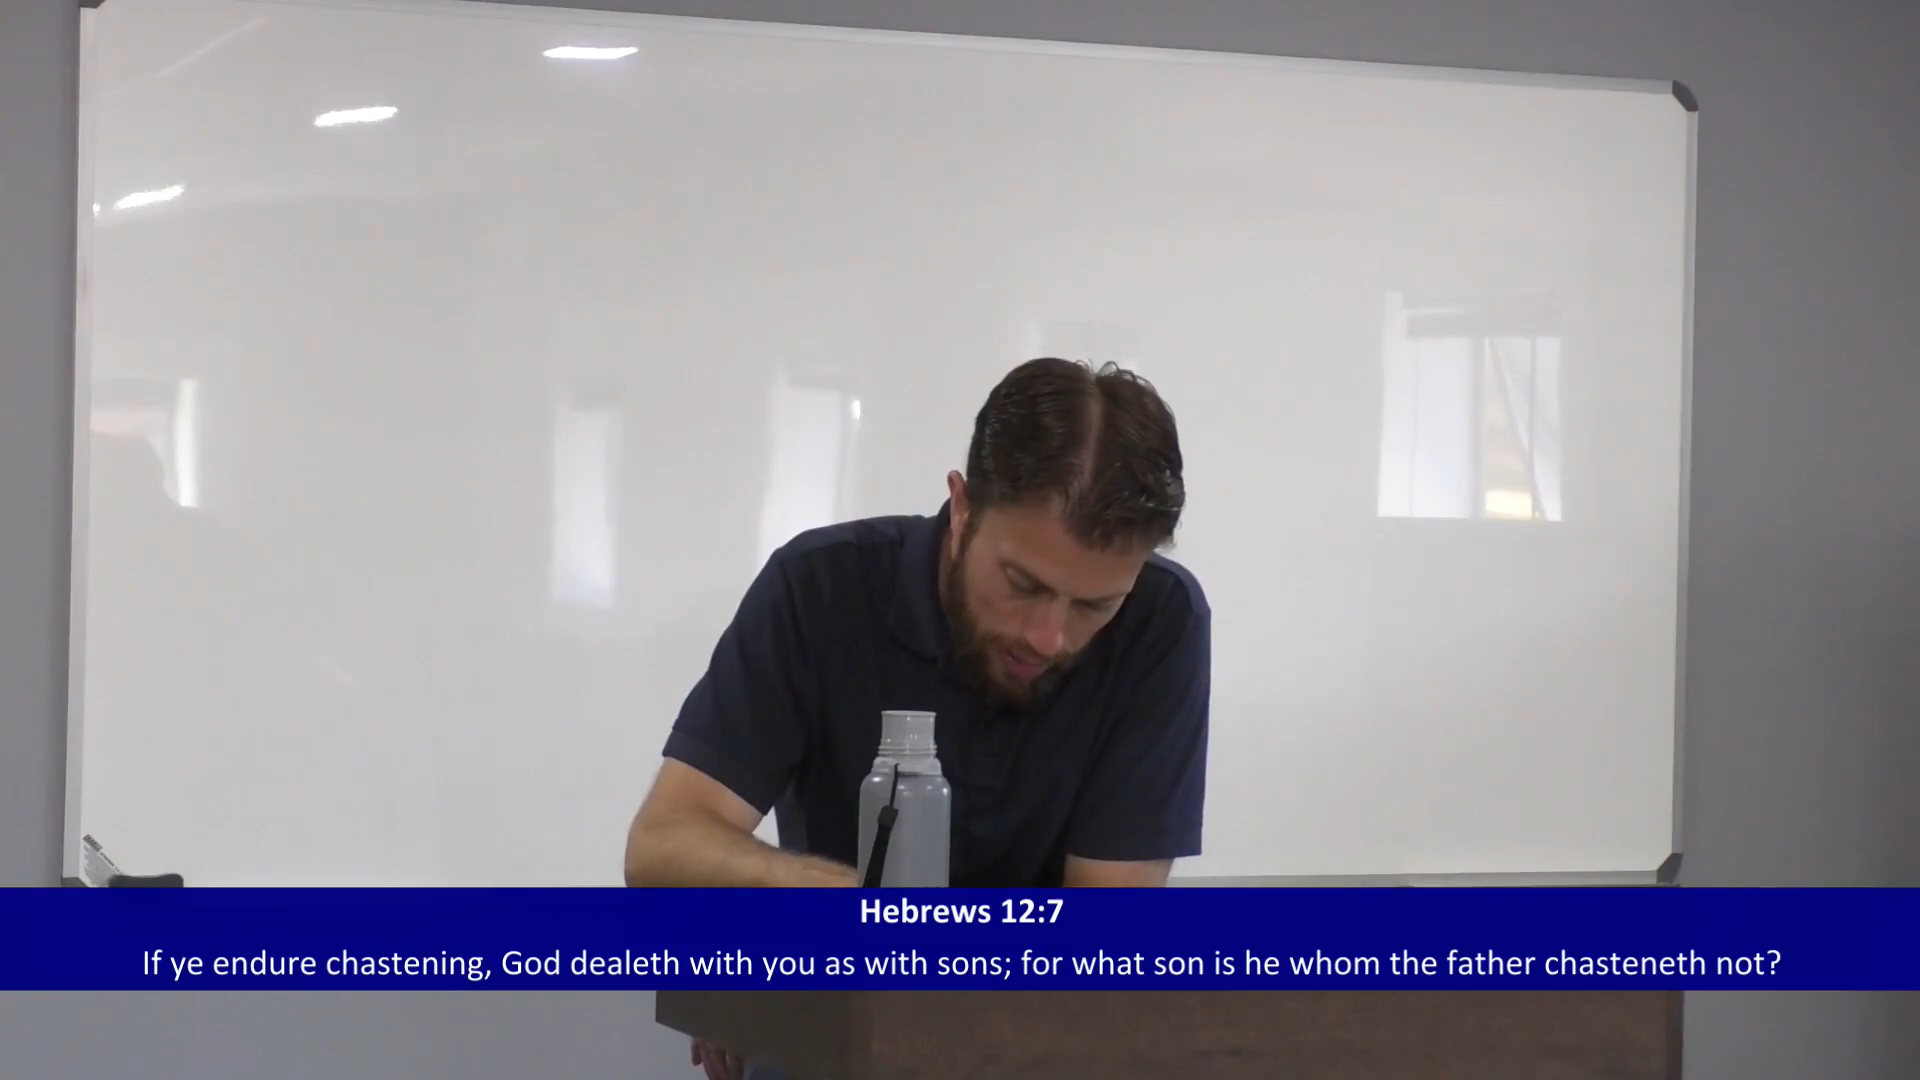 Hebrews 12:7
If ye endure chastening, God dealeth with you as with sons; for what son is he whom the father chasteneth not?